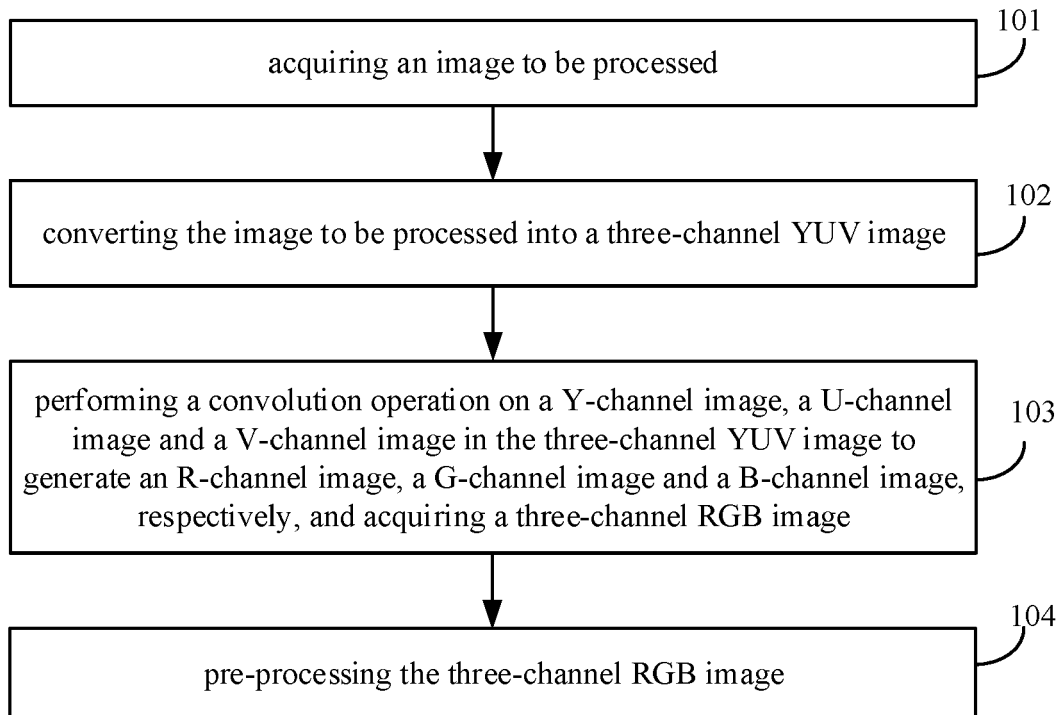 101
acquiring an image to be processed
102
converting the image to be processed into a three-channel YUV image
103
performing a convolution operation on a Y-channel image, a U-channel
image and a V-channel image in the three-channel YUV image to
generate an R-channel image, a G-channel image and a B-channel image,
respectively, and acquiring a three-channel RGB image
104
pre-processing the three-channel RGB image